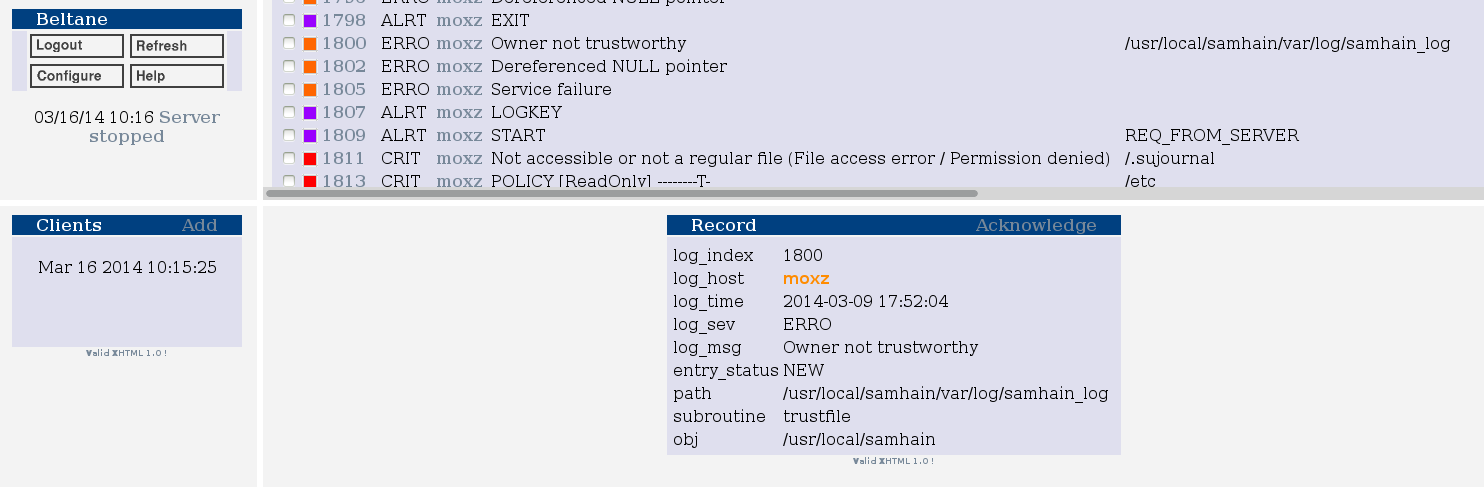 Beltane
Logout Refresh
Configure Help
03/16/14 10:16 Server
stopped
1798 ALRT moxz EXIT
1800 ERRO moxz Owner not trustworthy /usr/local/samhain/var/log/samhain_log
1802 ERRO moxz Dereferenced NULL pointer
1805 ERRO moxz Service failure
1807 ALRT moxz LOGKEY
1809 ALRT moxz START REQ_FROM_SERVER
1811 CRIT moxz Not accessible or not a regular file (File access error / Permission denied) /.sujournal
1813 CRIT moxz POLICY [ReadOnly] --------T- /etc
Clients Add
Mar 16 2014 10:15:25
Valid XHTML 1.0 !
Record Acknowledge
log_index 1800
log_host moxz
log_time 2014-03-09 17:52:04
log_sev ERRO
log_msg Owner not trustworthy
entry_status NEW
path /usr/local/samhain/var/log/samhain_log
subroutine trustfile
obj /usr/local/samhain
Valid XHTML 1.0 !